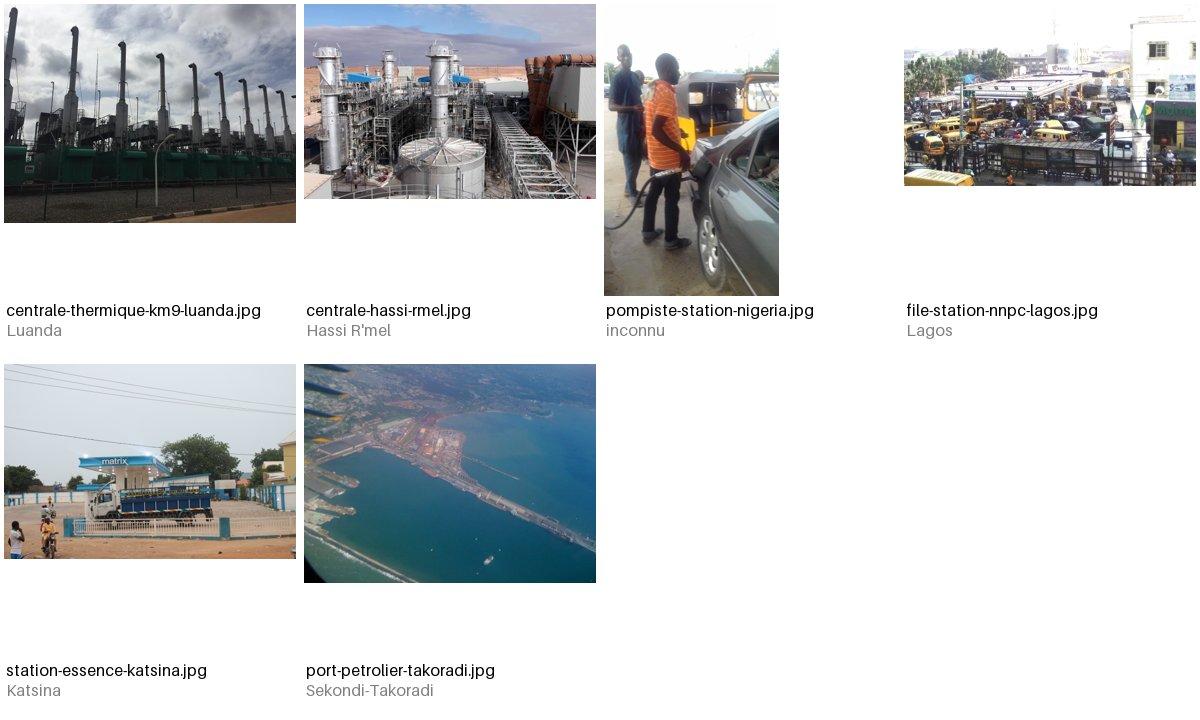 centrale-thermique-km9-luanda.jpg
Luanda
centrale-hassi-rmel.jpg
Hassi R'mel
pompiste-station-nigeria.jpg
inconnu
file-station-nnpc-lagos.jpg
Lagos
matrix
station-essence-katsina.jpg
Katsina
port-petrolier-takoradi.jpg
Sekondi-Takoradi